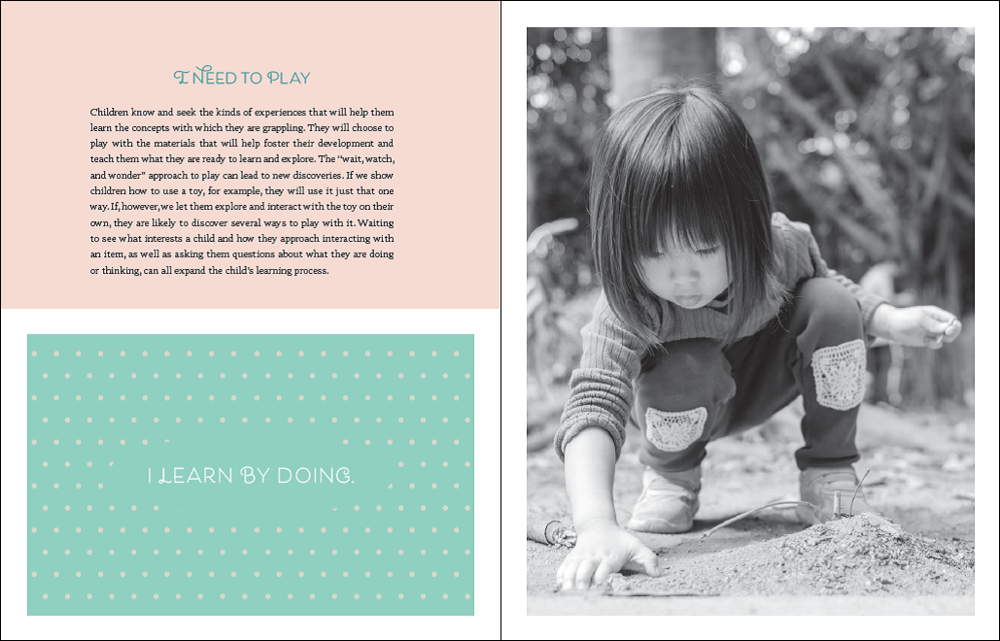 I NEED TO PLAY
Children know and seek the kinds of experiences that will help them
learn the concepts with which they are grappling. They will choose to
play with the materials that will help foster their development and
teach them what they are ready to learn and explore. The “wait, watch,
and wonder” approach to play can lead to new discoveries. If we show
children how to use a toy, for example, they will use it just that one
way. If, however, we let them explore and interact with the toy on their
own, they are likely to discover several ways to play with it. Waiting
to see what interests a child and how they approach interacting with
an item, as well as asking them questions about what they are doing
or thinking, can all expand the child’s learning process.
I LEARN BY DOING.